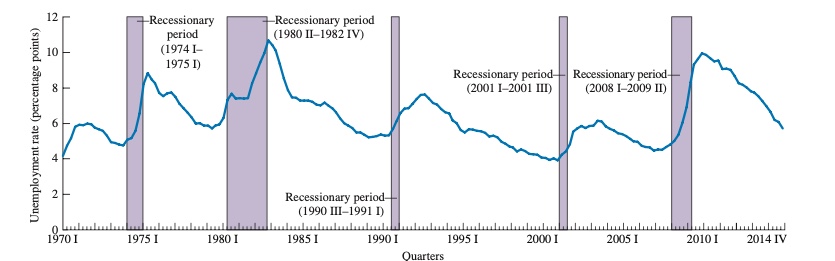 Unemployment rate (percentage points)
12
10
8
6
4
2
0
Recessionary
period
(1974 I–
1975 I)
Recessionary period
(1980 II–1982 IV)
Recessionary period
(1990 III–1991 I)
Recessionary period
(2001 I–2001 III)
Recessionary period
(2008 I–2009 II)
1970 I 1975 I 1980 I 1985 I 1990 I 1995 I 2000 I 2005 I 2010 I 2014 IV
Quarters